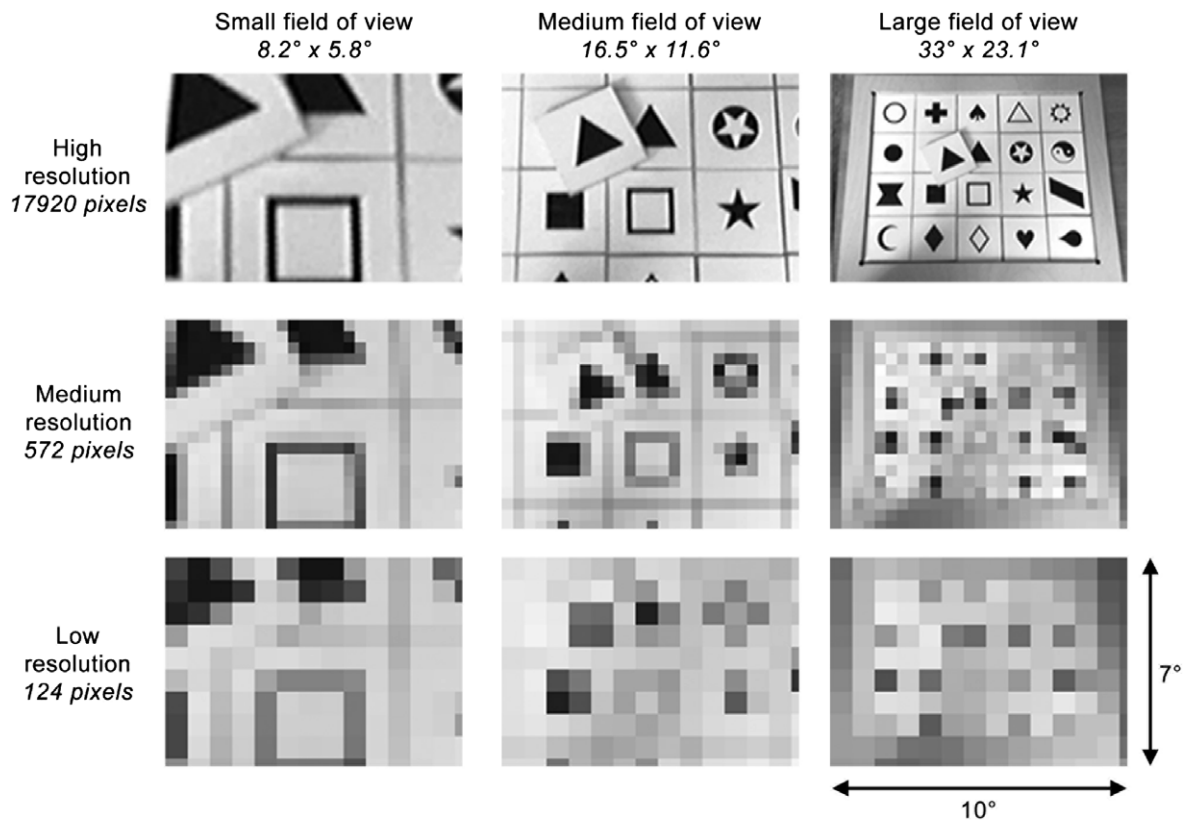 Small field of view
8.2° x 5.8°
Medium field of view
16.5° x 11.6°
Large field of view
33° x 23.1°
High
resolution
17920 pixels
Medium
resolution
572 pixels
Low
resolution
124 pixels
7°
10°